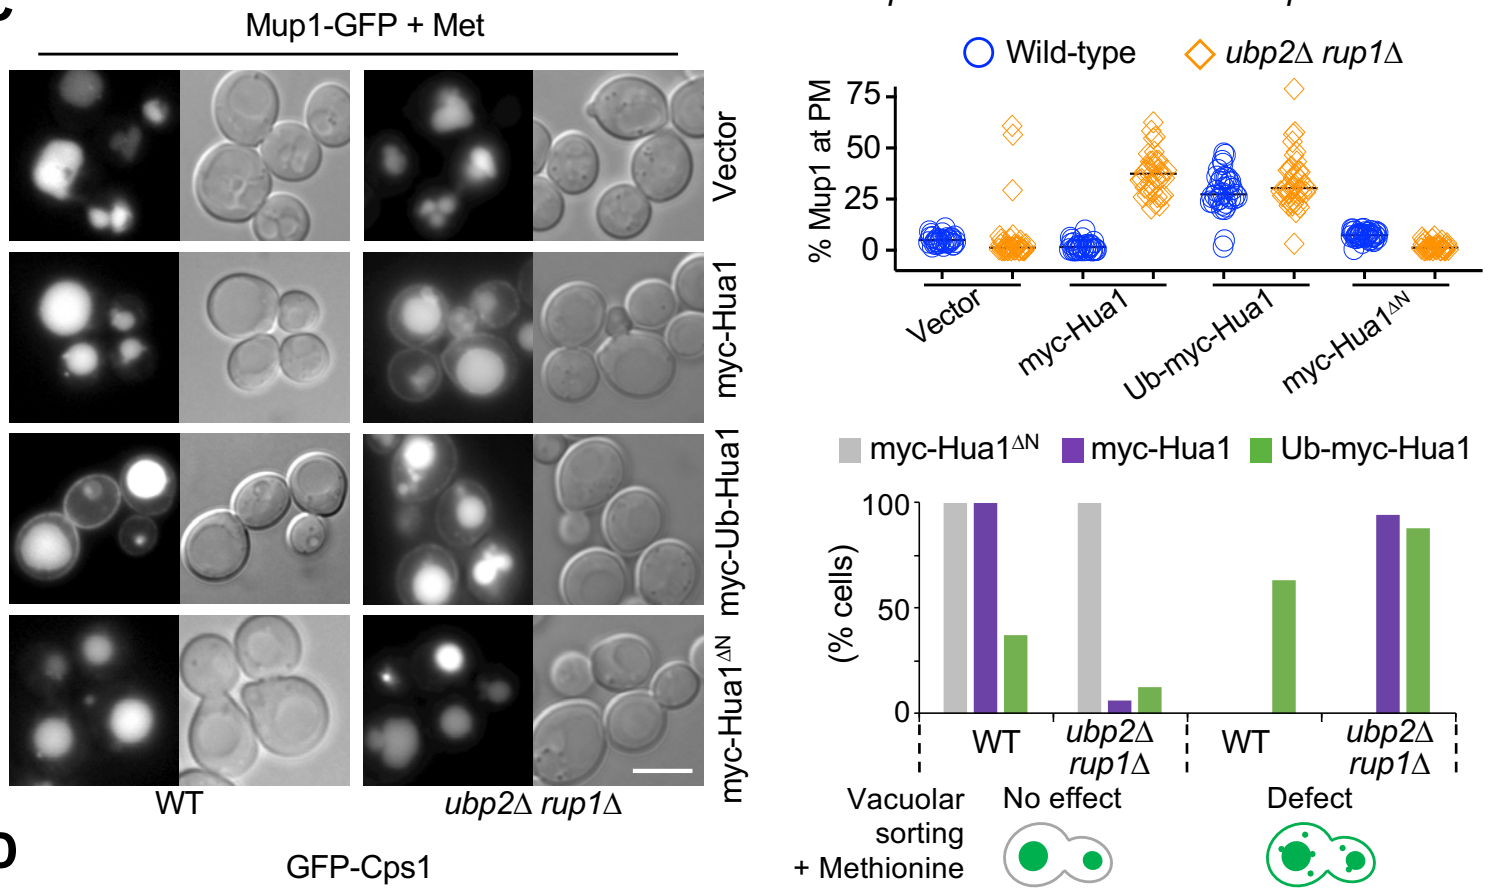 Mup1-GFP + Met
Vector
myc-Hua1
myc-Ub-Hua1
myc-Hua1ΔN
WT
ubp2Δ rup1Δ
D
GFP-Cps1
Wild-type
ubp2Δ rup1Δ
% Mup1 at PM
75
50
25
0
Vector
myc-Hua1
Ub-myc-Hua1
myc-Hua1ΔN
myc-Hua1ΔN
myc-Hua1
Ub-myc-Hua1
(% cells)
100
50
0
WT
ubp2Δ
rup1Δ
WT
ubp2Δ
rup1Δ
Vacuolar
sorting
+ Methionine
No effect
Defect